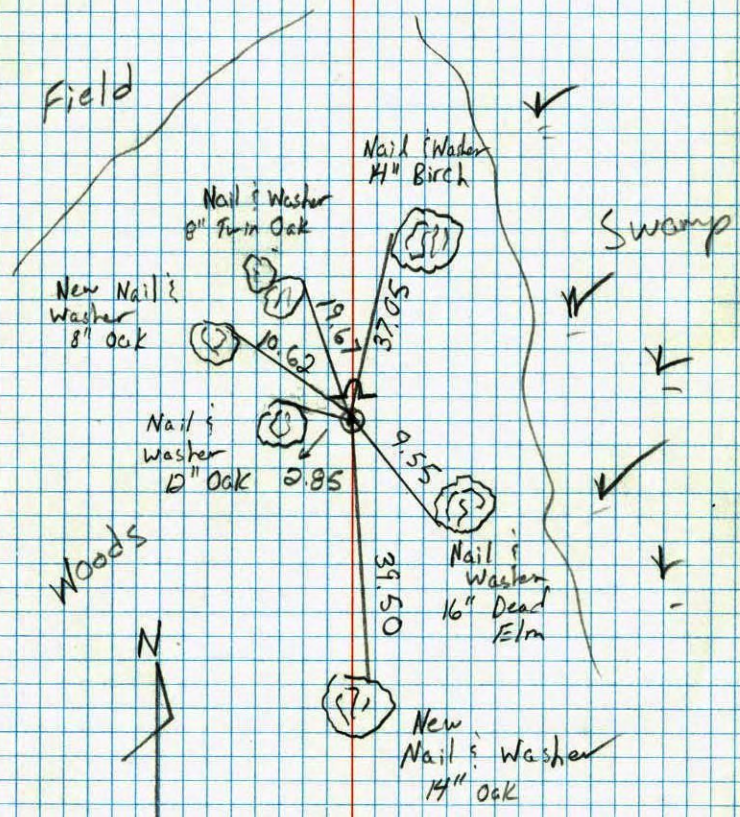 Field
Nail & Washer
14" Birch
Swamp
Nail & Washer
8" Twin Oak
New Nail &
Washer
8" Oak
19.67
37.05
10.62
Nail &
Washer
12" Oak
2.85
9.55
Woods
Nail &
Washer
16" Dead
Elm
39.50
N
New
Nail & Washer
14" Oak